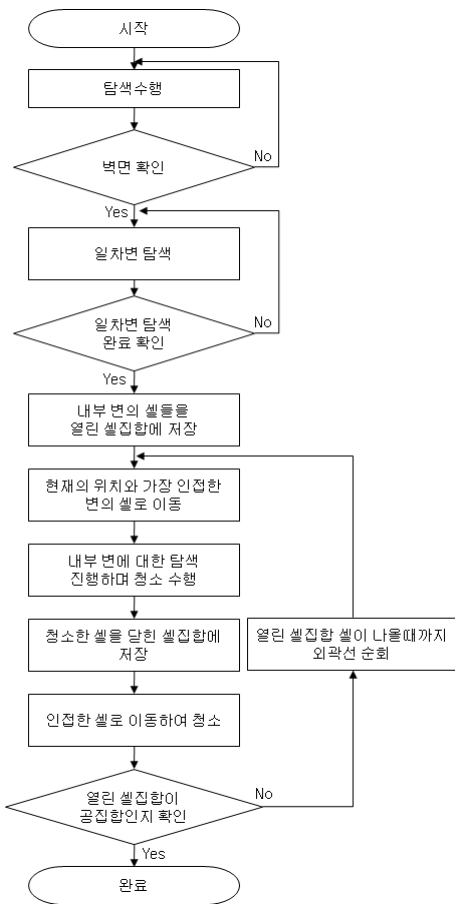 시작
탐색수행
벽면 확인
No
Yes
일차변 탐색
일차변 탐색
완료 확인
No
Yes
내부 변의 셀들을
열린 셀집합에 저장
현재의 위치와 가장 인접한
변의 셀로 이동
내부 변에 대한 탐색
진행하며 청소 수행
청소한 셀을 닫힌 셀집합에
저장
열린 셀집합 셀이 나올때까지
외곽선 순회
인접한 셀로 이동하여 청소
열린 셀집합이
공집합인지 확인
No
Yes
완료